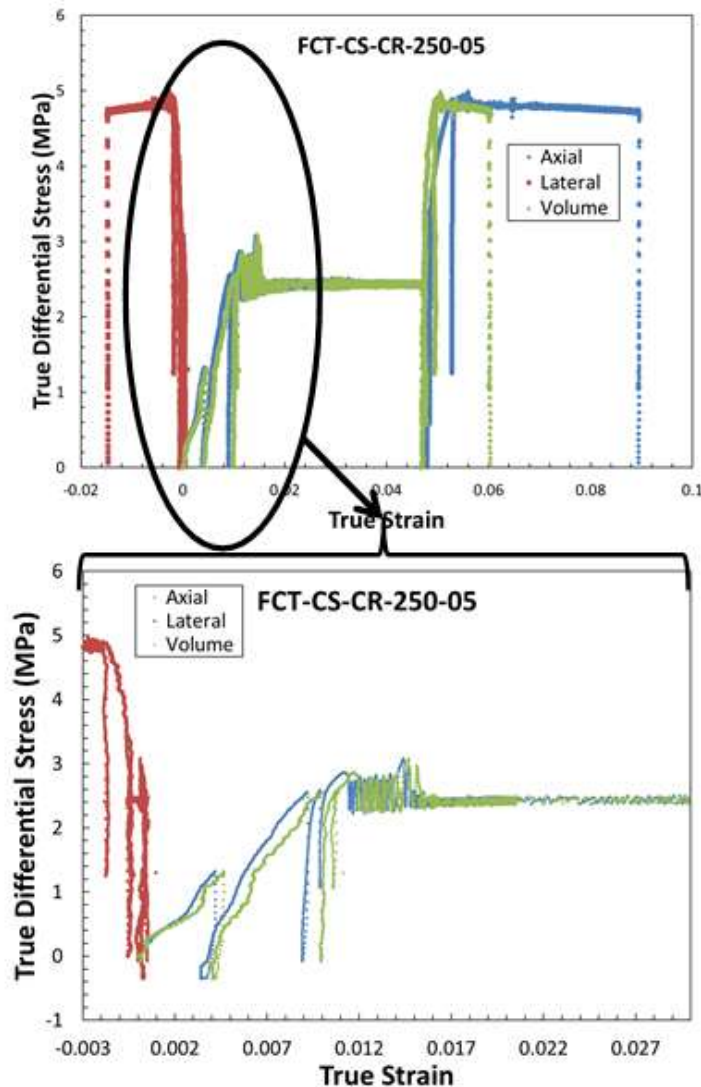 6
FCT-CS-CR-250-05
5
4
Axial
Lateral
Volume
3
2
1
0
-0.02
0
0.02
0.04
0.06
0.08
0.1
True Differential Stress (MPa)
True Strain
6
FCT-CS-CR-250-05
Axial
Lateral
Volume
5
4
3
2
1
0
-1
-0.003
0.002
0.007
0.012
0.017
0.022
0.027
True Differential Stress (MPa)
True Strain